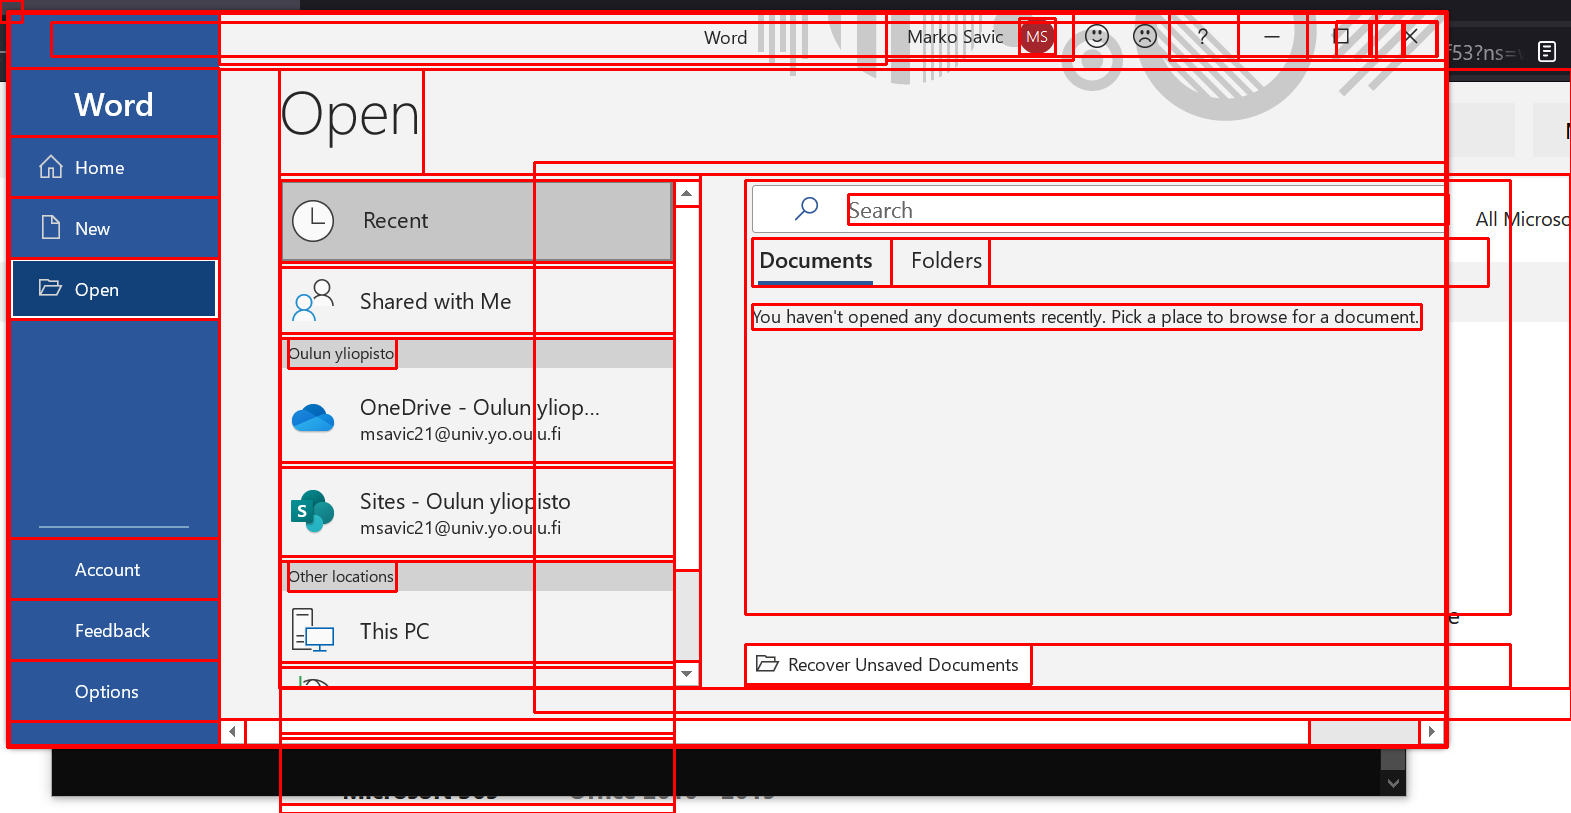 Word
Marko Savic
MS
?
f53?ns=
Word
Open
Home
New
Open
Account
Feedback
Options
Recent
Shared with Me
Oulun yliopisto
OneDrive - Oulun yliop...
msavic21@univ.yo.oulu.fi
Sites - Oulun yliopisto
msavic21@univ.yo.oulu.fi
Other locations
This PC
Search
All Microsc
Documents
Folders
You haven't opened any documents recently. Pick a place to browse for a document.
Recover Unsaved Documents
Microsoft 365